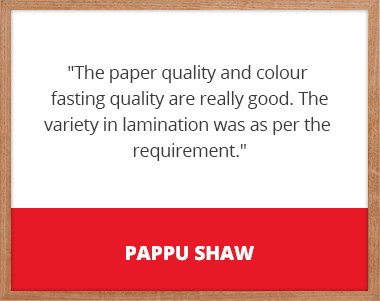 "The paper quality and colour
fasting quality are really good. The
variety in lamination was as per the
requirement."
PAPPU SHAW